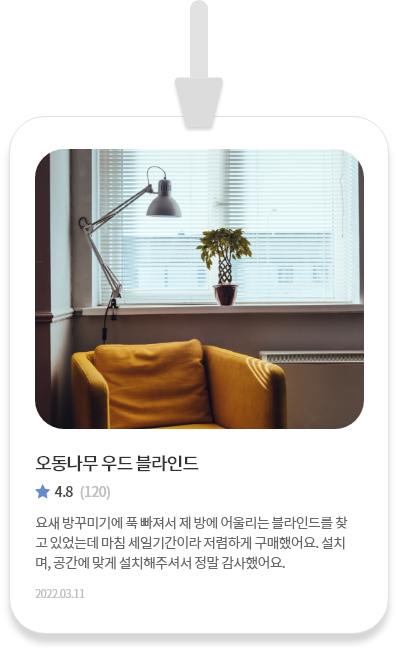 오동나무 우드 블라인드
4.8 (120)
요새 방꾸미기에 푹 빠져서 제 방에 어울리는 블라인드를 찾
고 있었는데 마침 세일기간이라 저렴하게 구매했어요. 설치
며, 공간에 맞게 설치해주셔서 정말 감사했어요.
2022.03.11